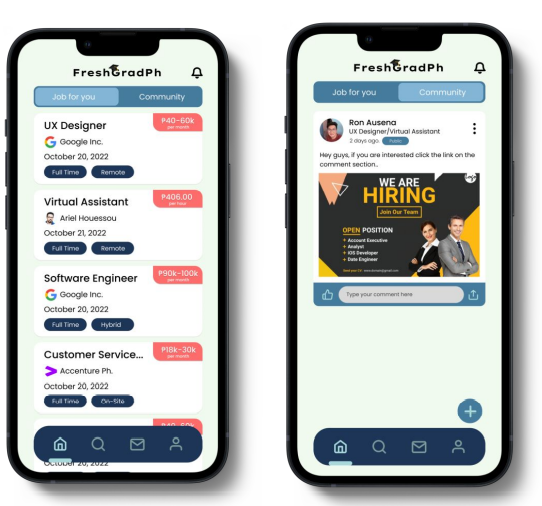 FreshGradPh
Job for you
Community
UX Designer
₱40-60k
per month
Google Inc.
October 20, 2022
Full Time
Remote
Virtual Assistant
₱406.00
per hour
Ariel Houessou
October 21, 2022
Full Time
Remote
Software Engineer
₱90k-100k
per month
Google Inc.
October 20, 2022
Full Time
Hybrid
Customer Service...
₱18k-30k
per month
Accenture Ph.
October 20, 2022
Full Time
On-Site
October 20, 2022
FreshGradPh
Job for you
Community
Ron Ausena
UX Designer/Virtual Assistant
2 days ago.
Public
Hey guys, if you are interested click the link on the
comment section..
WE ARE
HIRING
Join Our Team
OPEN POSITION
+ Account Executive
+ Analyst
+ iOS Developer
+ Date Engineer
Type your comment here